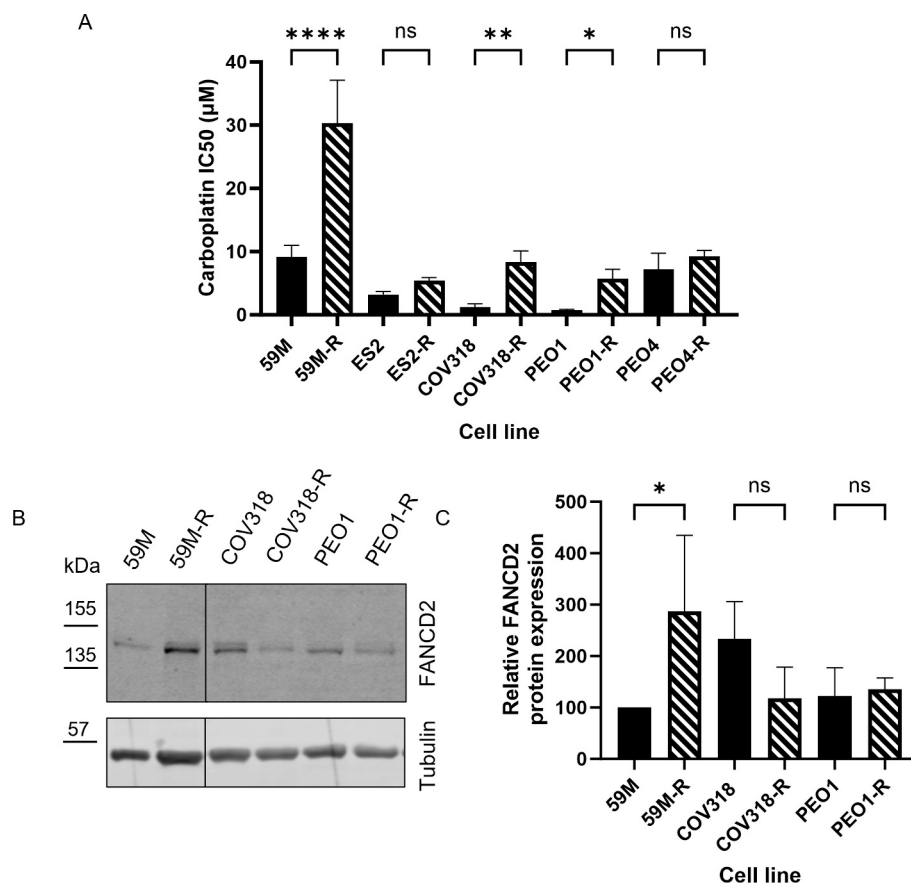 A
**** ns ** * ns
Carboplatin IC50 (µM)
40
30
20
10
0
59M 59M-R ES2 ES2-R COV318 COV318-R PEO1 PEO1-R PEO4 PEO4-R
Cell line
B
59M 59M-R COV318 COV318-R PEO1 PEO1-R
kDa
155
135
57
FANCD2
Tubulin
C
* ns ns
Relative FANCD2
protein expression
500
400
300
200
100
0
59M 59M-R COV318 COV318-R PEO1 PEO1-R
Cell line